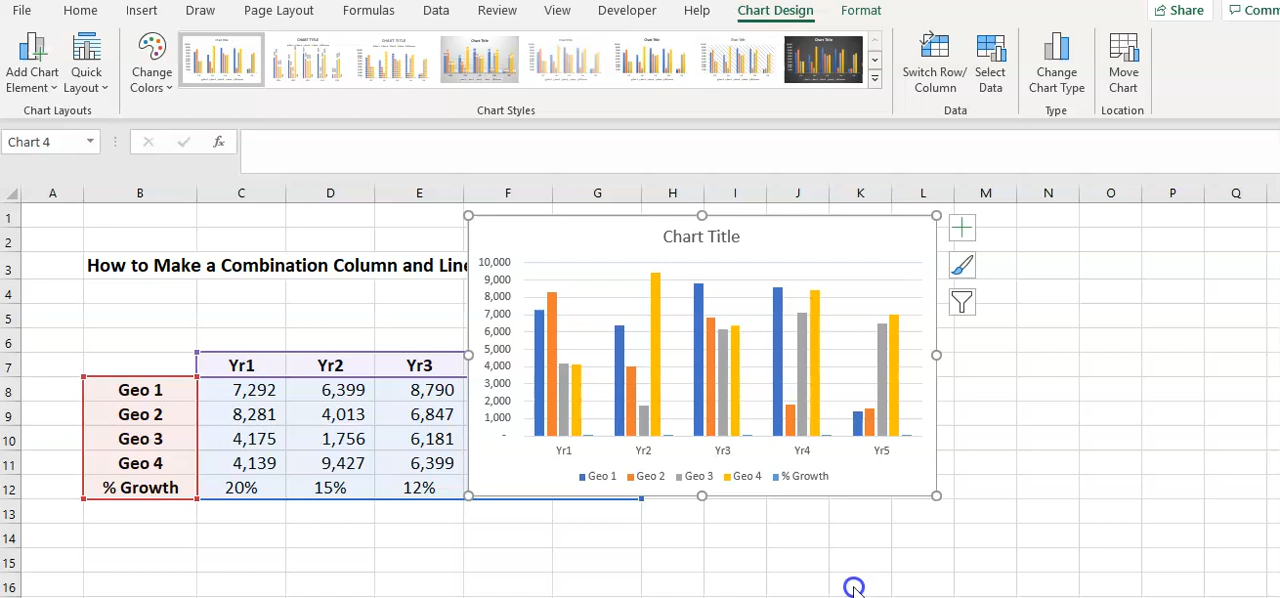 File Home Insert Draw Page Layout Formulas Data Review View Developer Help Chart Design Format Share Comm
Add Chart Element
Quick Layout
Change Colors
Switch Row/ Column
Select Data
Change Chart Type
Move Chart
Chart Layouts Chart Styles Data Type Location
Chart 4 fx
A B C D E F G H I J K L M N O P Q
1
2
3 How to Make a Combination Column and Line
4
5
6
7 Yr1 Yr2 Yr3
8 Geo 1 7,292 6,399 8,790
9 Geo 2 8,281 4,013 6,847
10 Geo 3 4,175 1,756 6,181
11 Geo 4 4,139 9,427 6,399
12 % Growth 20% 15% 12%
13
14
15
16
Chart Title
10,000
9,000
8,000
7,000
6,000
5,000
4,000
3,000
2,000
1,000
-
Yr1 Yr2 Yr3 Yr4 Yr5
Geo 1 Geo 2 Geo 3 Geo 4 % Growth